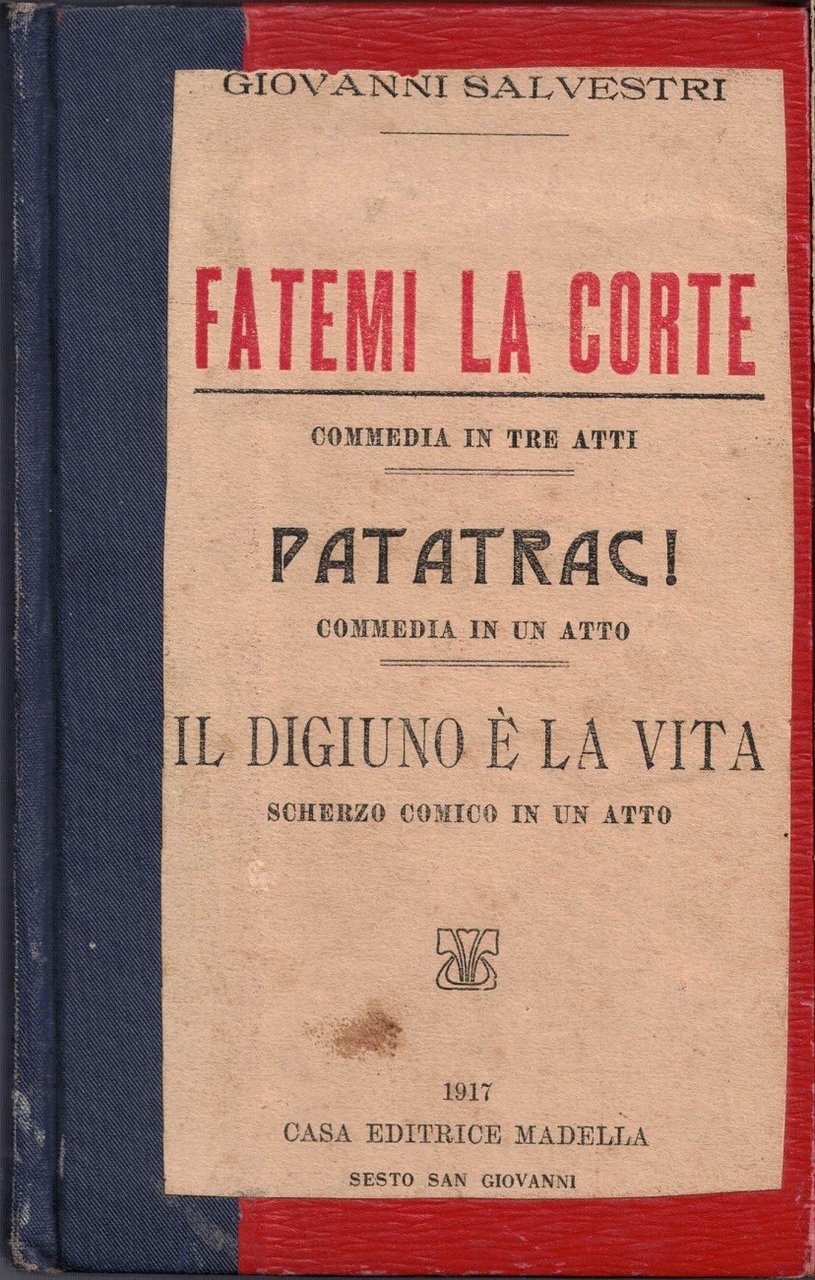 GIOVANNI SALVESTRI
FATEMI LA CORTE
COMMEDIA IN TRE ATTI
PATATRAC!
COMMEDIA IN UN ATTO
IL DIGIUNO È LA VITA
SCHERZO COMICO IN UN ATTO
1917
CASA EDITRICE MADELLA
SESTO SAN GIOVANNI